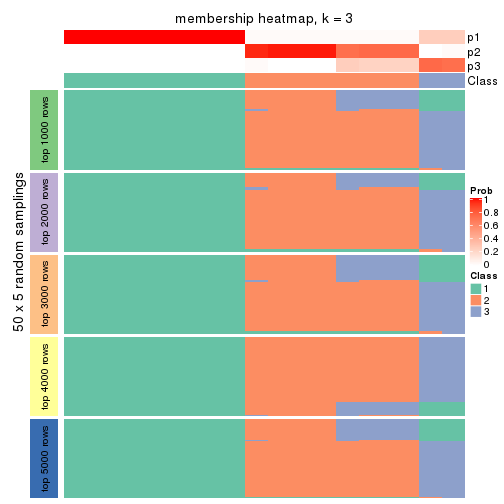 membership heatmap, k = 3
p1
p2
p3
Class
50 x 5 random samplings
top 1000 rows
top 2000 rows
top 3000 rows
top 4000 rows
top 5000 rows
Prob
1
0.8
0.6
0.4
0.2
0
Class
1
2
3